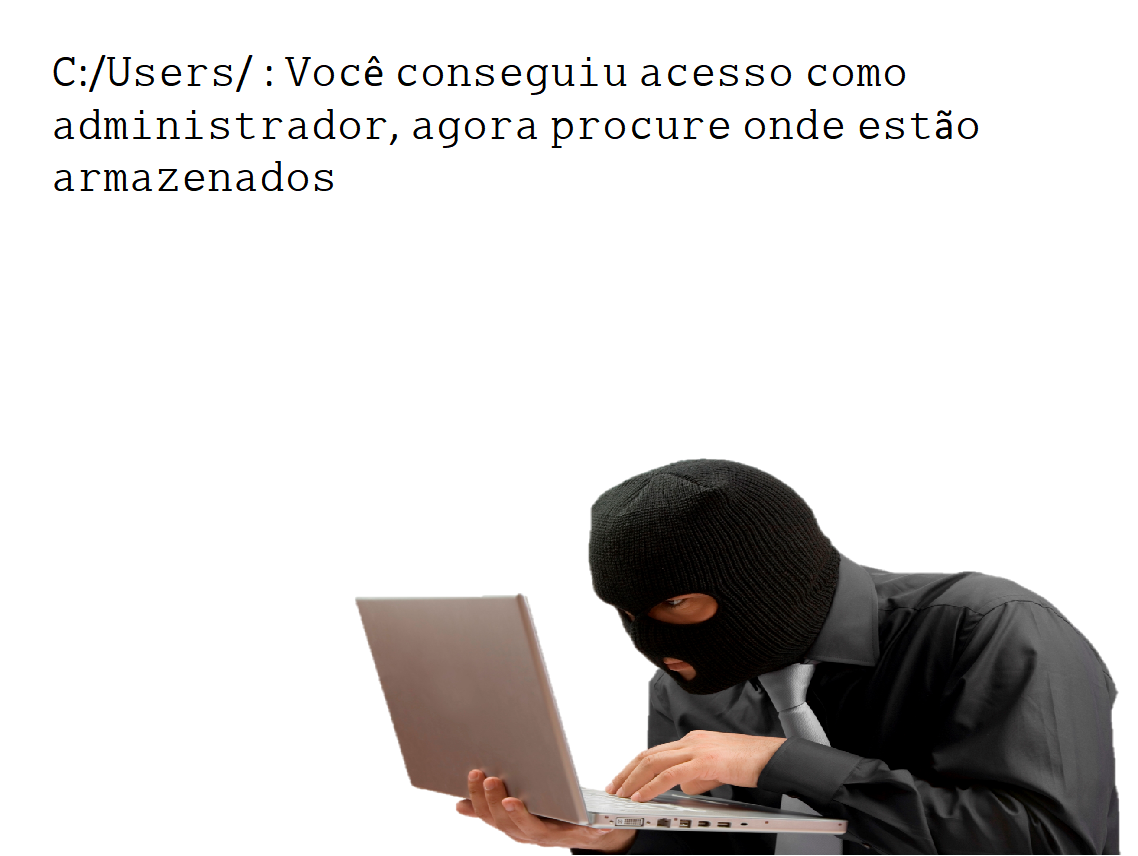 C:/Users/ : Você conseguiu acesso como
administrador, agora procure onde estão
armazenados